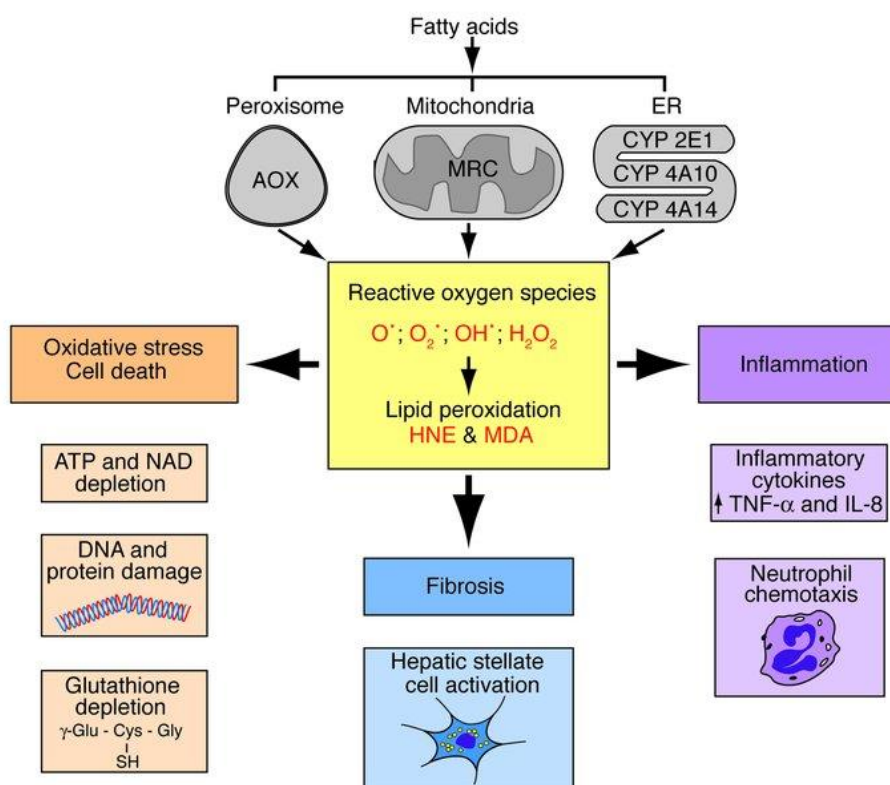 Fatty acids
Peroxisome
Mitochondria
ER
AOX
MRC
CYP 2E1
CYP 4A10
CYP 4A14
Reactive oxygen species
O•; O₂•; OH•; H₂O₂
Lipid peroxidation
HNE & MDA
Oxidative stress
Cell death
ATP and NAD
depletion
DNA and
protein damage
Glutathione
depletion
γ-Glu - Cys - Gly
SH
Fibrosis
Hepatic stellate
cell activation
Inflammation
Inflammatory
cytokines
TNF-α and IL-8
Neutrophil
chemotaxis